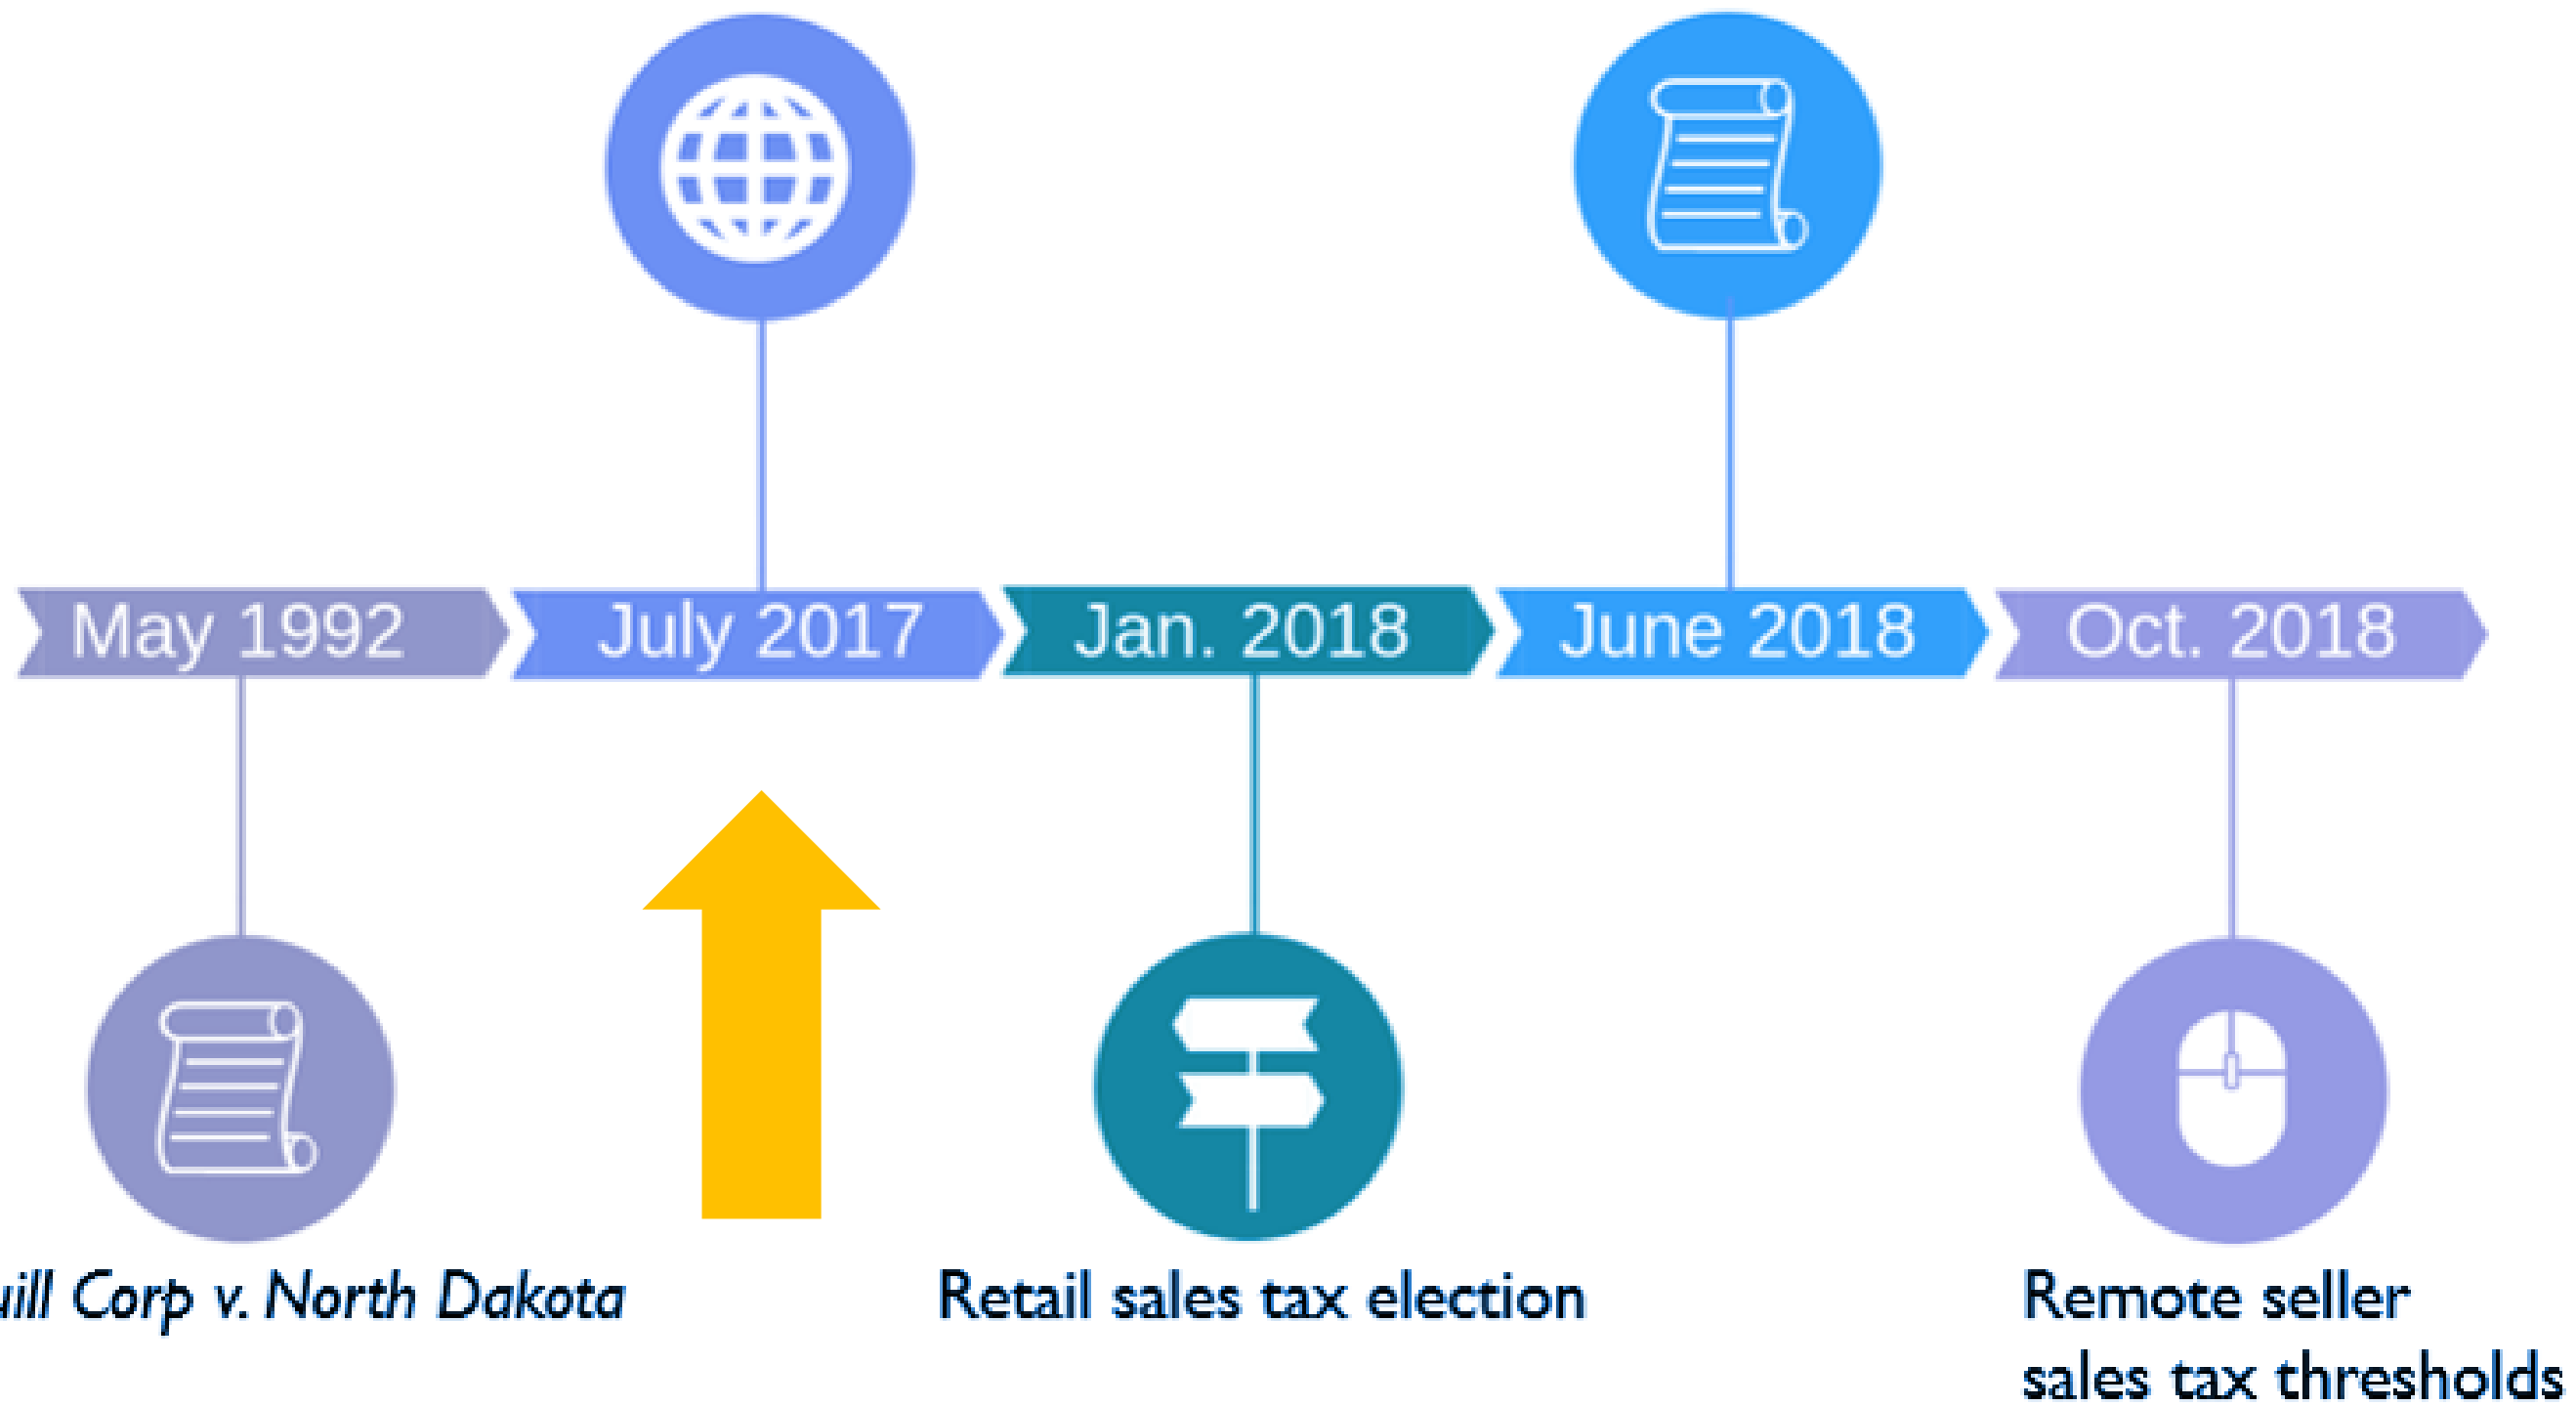 May 1992
July 2017
Jan. 2018
June 2018
Oct. 2018
Corp v. North Dakota
Retail sales tax election
Remote seller
sales tax thresholds